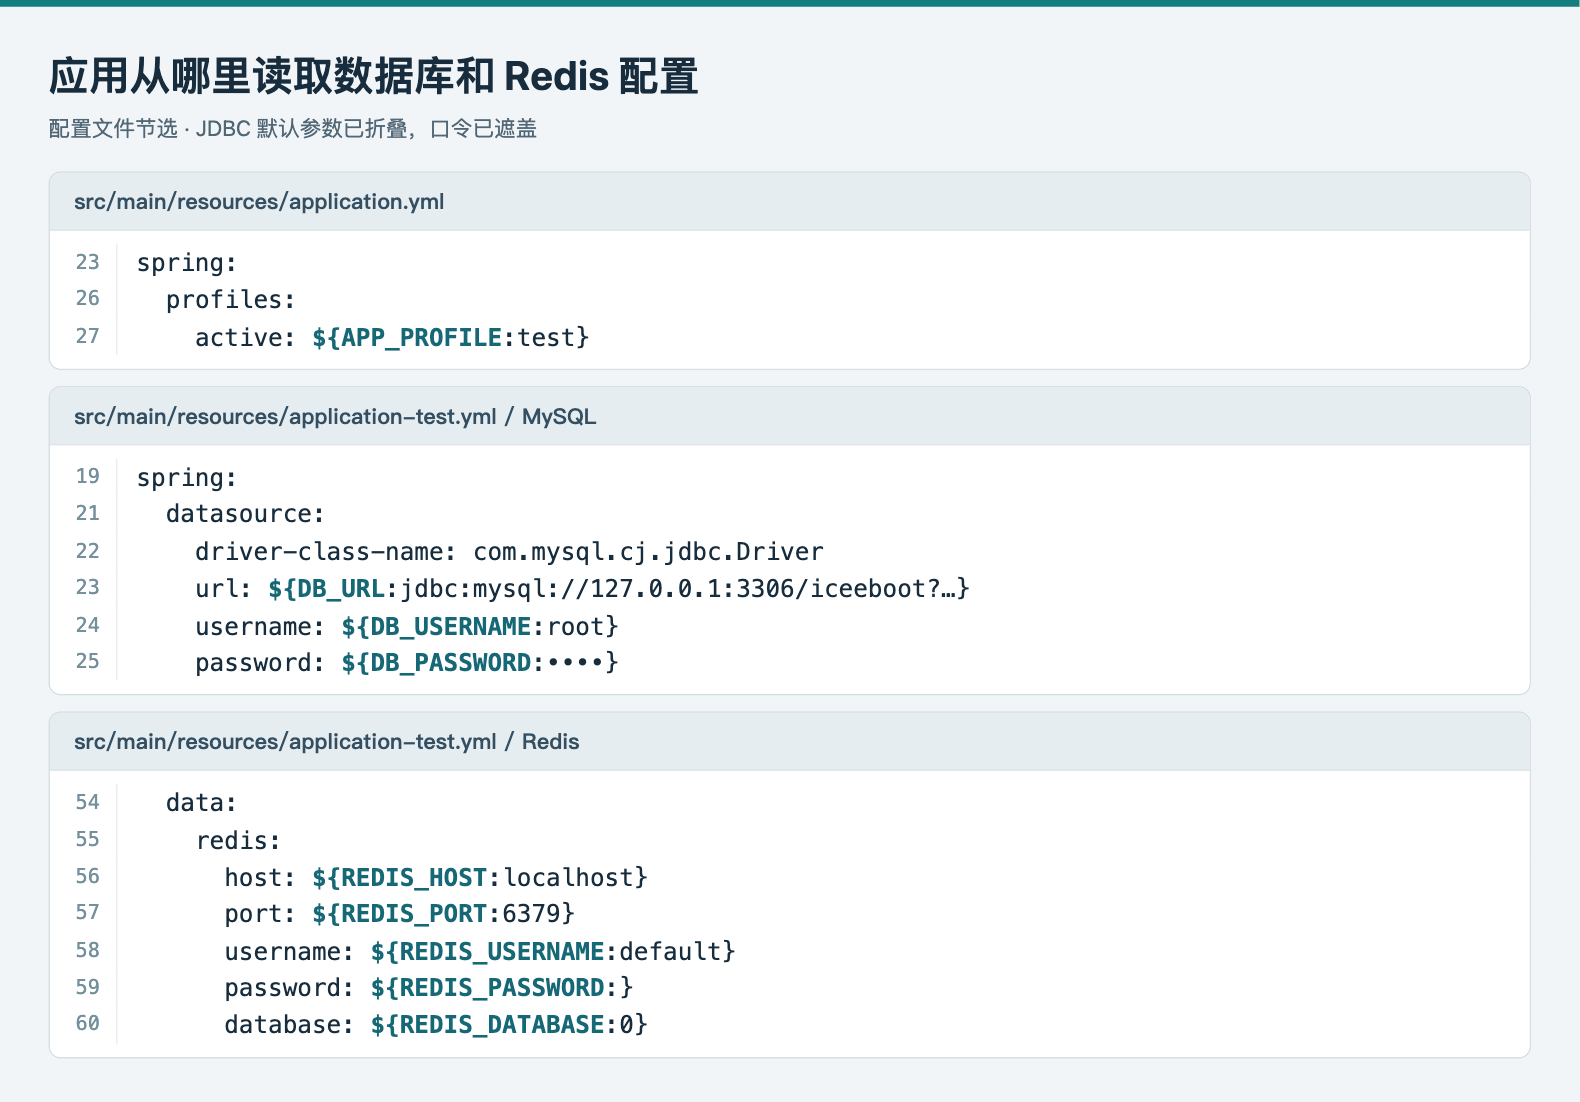 应用从哪里读取数据库和 Redis 配置
配置文件节选 · JDBC 默认参数已折叠，口令已遮盖
src/main/resources/application.yml
23 spring:
26   profiles:
27     active: ${APP_PROFILE:test}
src/main/resources/application-test.yml / MySQL
19 spring:
21   datasource:
22     driver-class-name: com.mysql.cj.jdbc.Driver
23     url: ${DB_URL:jdbc:mysql://127.0.0.1:3306/iceeboot?…}
24     username: ${DB_USERNAME:root}
25     password: ${DB_PASSWORD:••••}
src/main/resources/application-test.yml / Redis
54   data:
55     redis:
56       host: ${REDIS_HOST:localhost}
57       port: ${REDIS_PORT:6379}
58       username: ${REDIS_USERNAME:default}
59       password: ${REDIS_PASSWORD:}
60       database: ${REDIS_DATABASE:0}